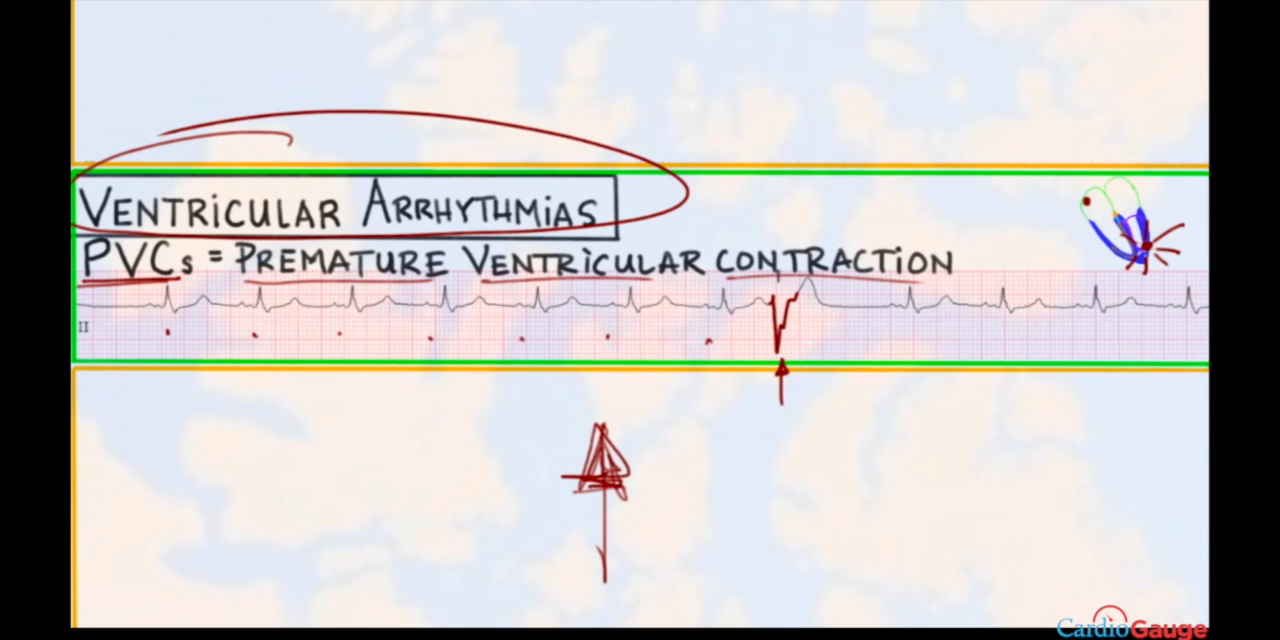 VENTRICULAR ARRHYTHMIAS
PVCs = PREMATURE VENTRICULAR CONTRACTION
II
CardioGauge